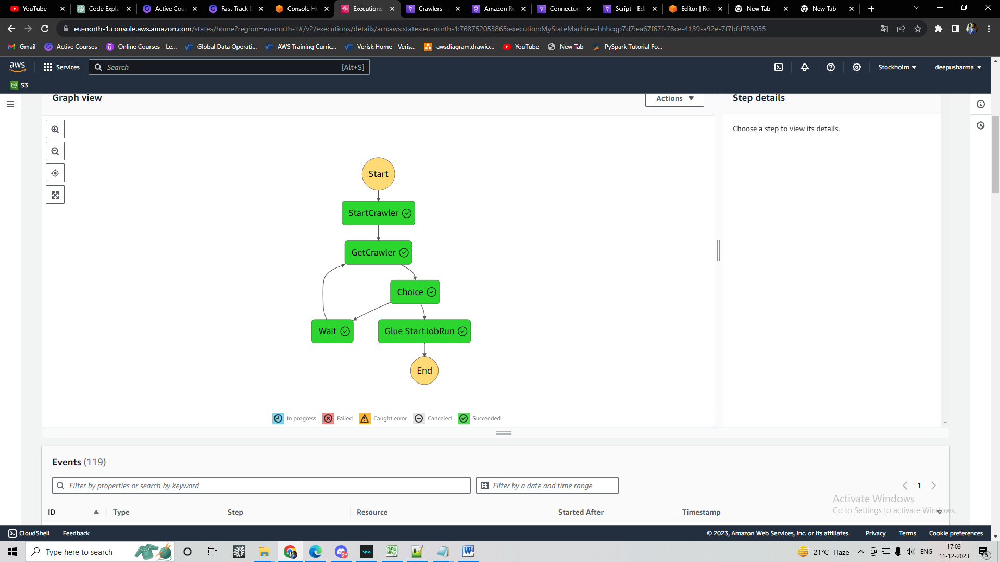 YouTube
Code Expla
Active Cou
Fast Track D
Console Ho
Executions
Crawlers - A
Amazon Re
Connectors
Script - Edi
Editor | Red
New Tab
New Tab
eu-north-1.console.aws.amazon.com/states/home?region=eu-north-1#/v2/executions/details/arn:aws:states:eu-north-1:768752053865:execution:MyStateMachine-hhhcqp7d7:ea67f67f-78ce-4139-a92e-7f7bfd783055
Gmail
Active Courses
Online Courses - Le...
Global Data Operati...
AWS Training Curric...
Verisk Home - Veris...
awsdiagram.drawio...
YouTube
New Tab
PySpark Tutorial Fo...
aws
Services
Search
[Alt+S]
Stockholm
deepusharma
S3
Graph view
Actions
Step details
Choose a step to view its details.
Start
StartCrawler
GetCrawler
Choice
Wait
Glue StartJobRun
End
In progress
Failed
Caught error
Canceled
Succeeded
Events (119)
Filter by properties or search by keyword
Filter by a date and time range
1
ID
Type
Step
Resource
Started After
Timestamp
Activate Windows
Go to Settings to activate Windows.
CloudShell
Feedback
© 2023, Amazon Web Services, Inc. or its affiliates.
Privacy
Terms
Cookie preferences
Type here to search
9+
21°C Haze
ENG
17:03
11-12-2023
5